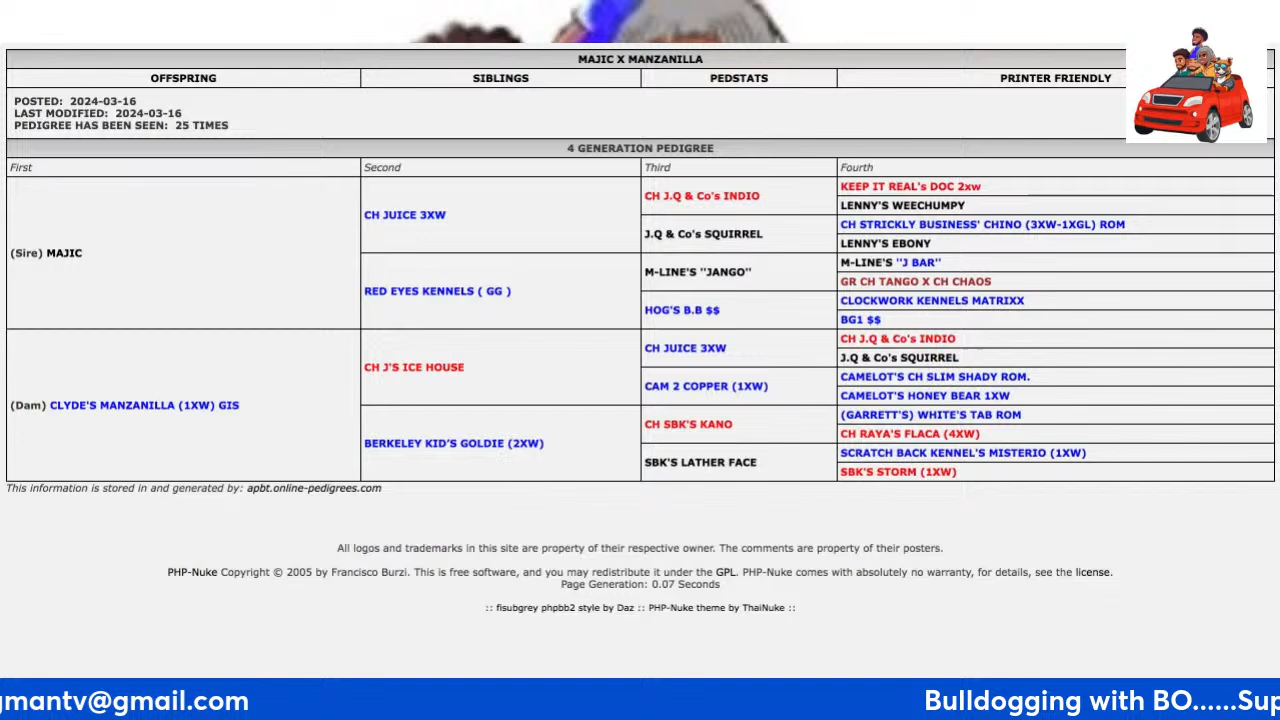 MAJIC X MANZANILLA
OFFSPRING SIBLINGS PEDSTATS PRINTER FRIENDLY
POSTED: 2024-03-16
LAST MODIFIED: 2024-03-16
PEDIGREE HAS BEEN SEEN: 25 TIMES
4 GENERATION PEDIGREE
First Second Third Fourth
(Sire) MAJIC
CH JUICE 3XW
RED EYES KENNELS ( GG )
CH J.Q & Co's INDIO
J.Q & Co's SQUIRREL
M-LINE'S "JANGO"
HOG'S B.B $$
KEEP IT REAL's DOC 2xw
LENNY'S WEECHUMPY
CH STRICKLY BUSINESS' CHINO (3XW-1XGL) ROM
LENNY'S EBONY
M-LINE'S ''J BAR''
GR CH TANGO X CH CHAOS
CLOCKWORK KENNELS MATRIXX
BG1 $$
(Dam) CLYDE'S MANZANILLA (1XW) GIS
CH J'S ICE HOUSE
BERKELEY KID'S GOLDIE (2XW)
CH JUICE 3XW
CAM 2 COPPER (1XW)
CH SBK'S KANO
SBK'S LATHER FACE
CH J.Q & Co's INDIO
J.Q & Co's SQUIRREL
CAMELOT'S CH SLIM SHADY ROM.
CAMELOT'S HONEY BEAR 1XW
(GARRETT'S) WHITE'S TAB ROM
CH RAYA'S FLACA (4XW)
SCRATCH BACK KENNEL'S MISTERIO (1XW)
SBK'S STORM (1XW)
This information is stored in and generated by: apbt.online-pedigrees.com
All logos and trademarks in this site are property of their respective owner. The comments are property of their posters.
PHP-Nuke Copyright © 2005 by Francisco Burzi. This is free software, and you may redistribute it under the GPL. PHP-Nuke comes with absolutely no warranty, for details, see the license.
Page Generation: 0.07 Seconds
:: fisubgrey phpbb2 style by Daz :: PHP-Nuke theme by ThaiNuke ::
gmantv@gmail.com Bulldogging with BO......Sup